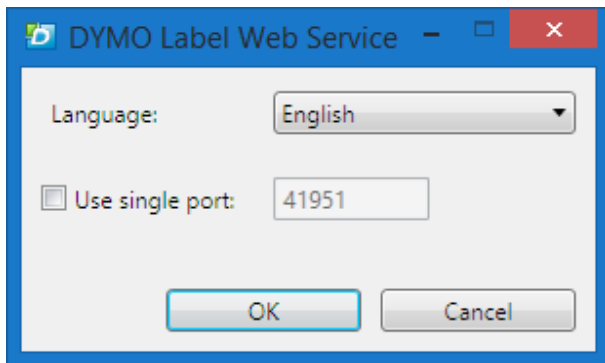 DYMO Label Web Service
Language: English
Use single port: 41951
OK Cancel